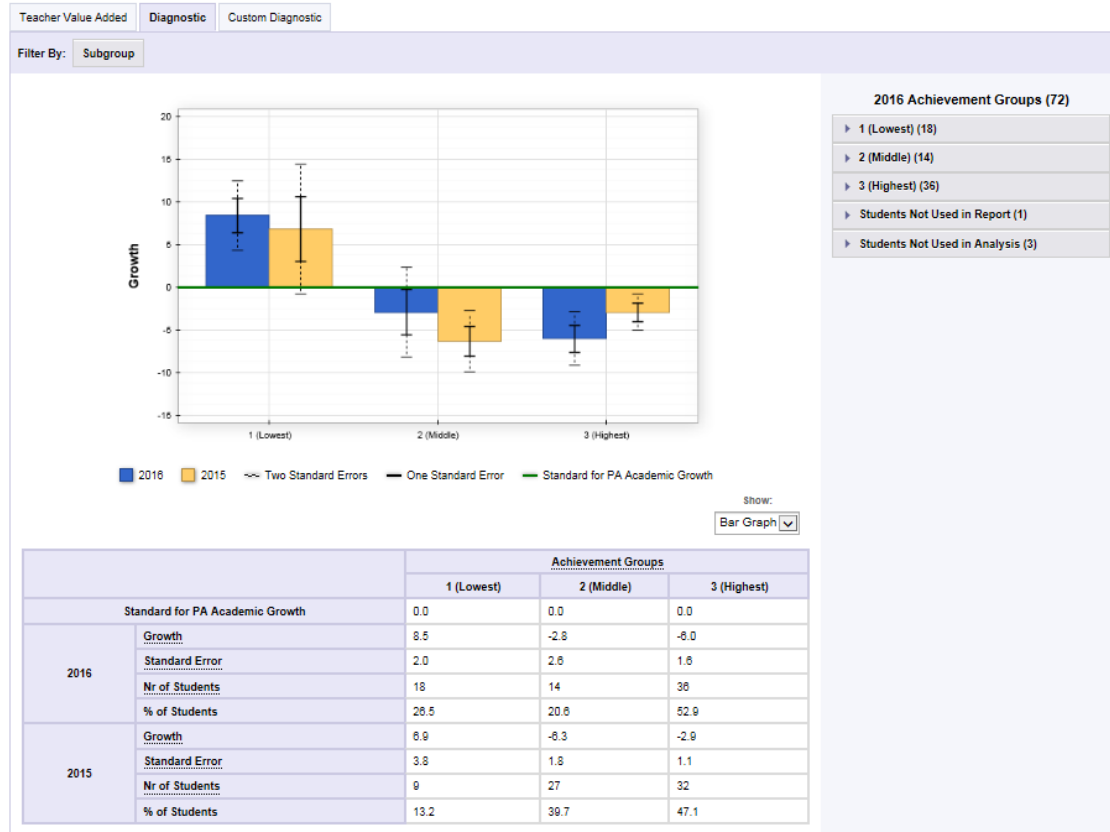 Teacher Value Added Diagnostic Custom Diagnostic
Filter By: Subgroup
2016 Achievement Groups (72)
1 (Lowest) (18)
2 (Middle) (14)
3 (Highest) (36)
Students Not Used in Report (1)
Students Not Used in Analysis (3)
Growth
20
15
10
5
0
-5
-10
-15
1 (Lowest) 2 (Middle) 3 (Highest)
2016 2015 Two Standard Errors One Standard Error Standard for PA Academic Growth
Show:
Bar Graph
Achievement Groups
1 (Lowest) 2 (Middle) 3 (Highest)
Standard for PA Academic Growth 0.0 0.0 0.0
2016
Growth 8.5 -2.8 -6.0
Standard Error 2.0 2.6 1.6
Nr of Students 18 14 36
% of Students 26.5 20.6 52.9
2015
Growth 6.9 -6.3 -2.9
Standard Error 3.8 1.8 1.1
Nr of Students 9 27 32
% of Students 13.2 39.7 47.1